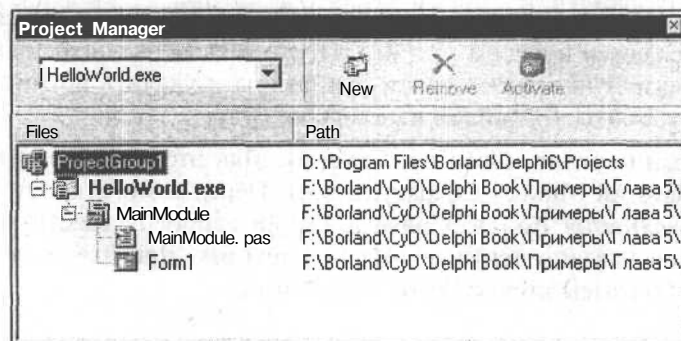 Project Manager
HelloWorld.exe
New
Remove
Activate
Files
Path
ProjectGroup1
D:\Program Files\Borland\Delphi6\Projects
HelloWorld.exe
F:\Borland\CyD\Delphi Book\Примеры\Глава 5\
MainModule
F:\Borland\CyD\Delphi Book\Примеры\Глава 5\
MainModule. pas
F:\Borland\CyD\Delphi Book\Примеры\Глава 5\
Form1
F:\Borland\CyD\Delphi Book\Примеры\Глава 5\